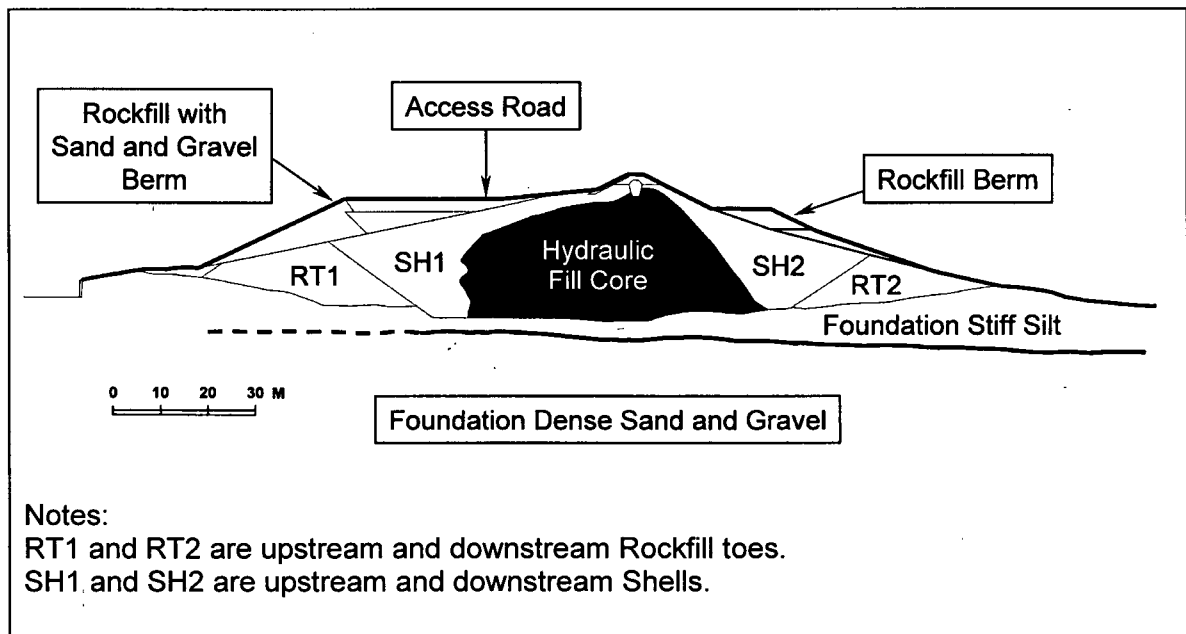 Rockfill with
Sand and Gravel
Berm
Access Road
Rockfill Berm
Hydraulic
Fill Core
RT1
SH1
SH2
RT2
Foundation Stiff Silt
0 10 20 30 M
Foundation Dense Sand and Gravel
Notes:
RT1 and RT2 are upstream and downstream Rockfill toes.
SH1 and SH2 are upstream and downstream Shells.